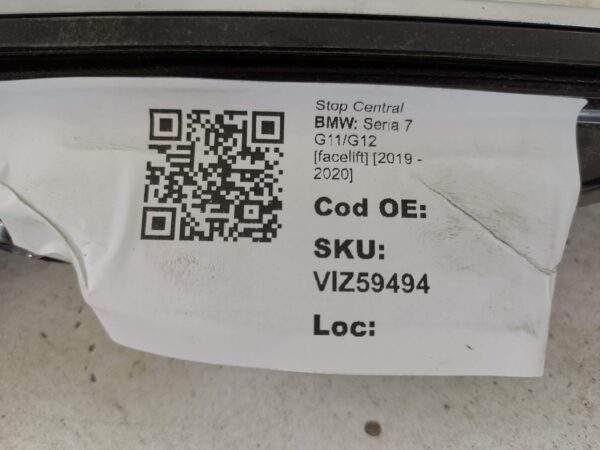 Stop Central
BMW: Seria 7
G11/G12
[facelift] [2019 -
2020]
Cod OE:
SKU:
VIZ59494
Loc: